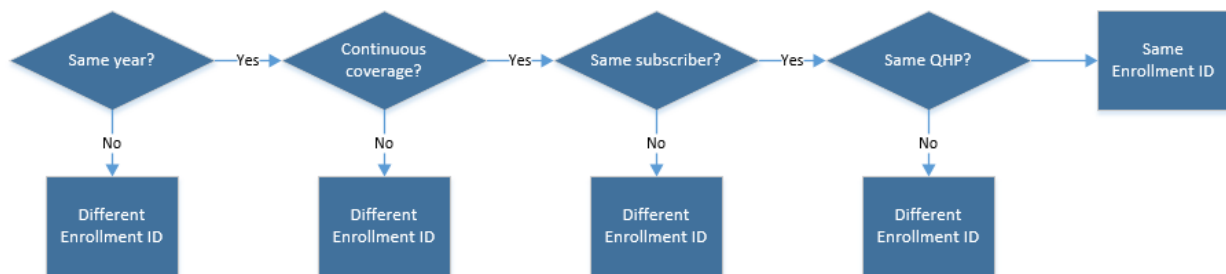 Same year?
Yes
Continuous
coverage?
Yes
Same subscriber?
Yes
Same QHP?
Same
Enrollment ID
No
No
No
No
Different
Enrollment ID
Different
Enrollment ID
Different
Enrollment ID
Different
Enrollment ID